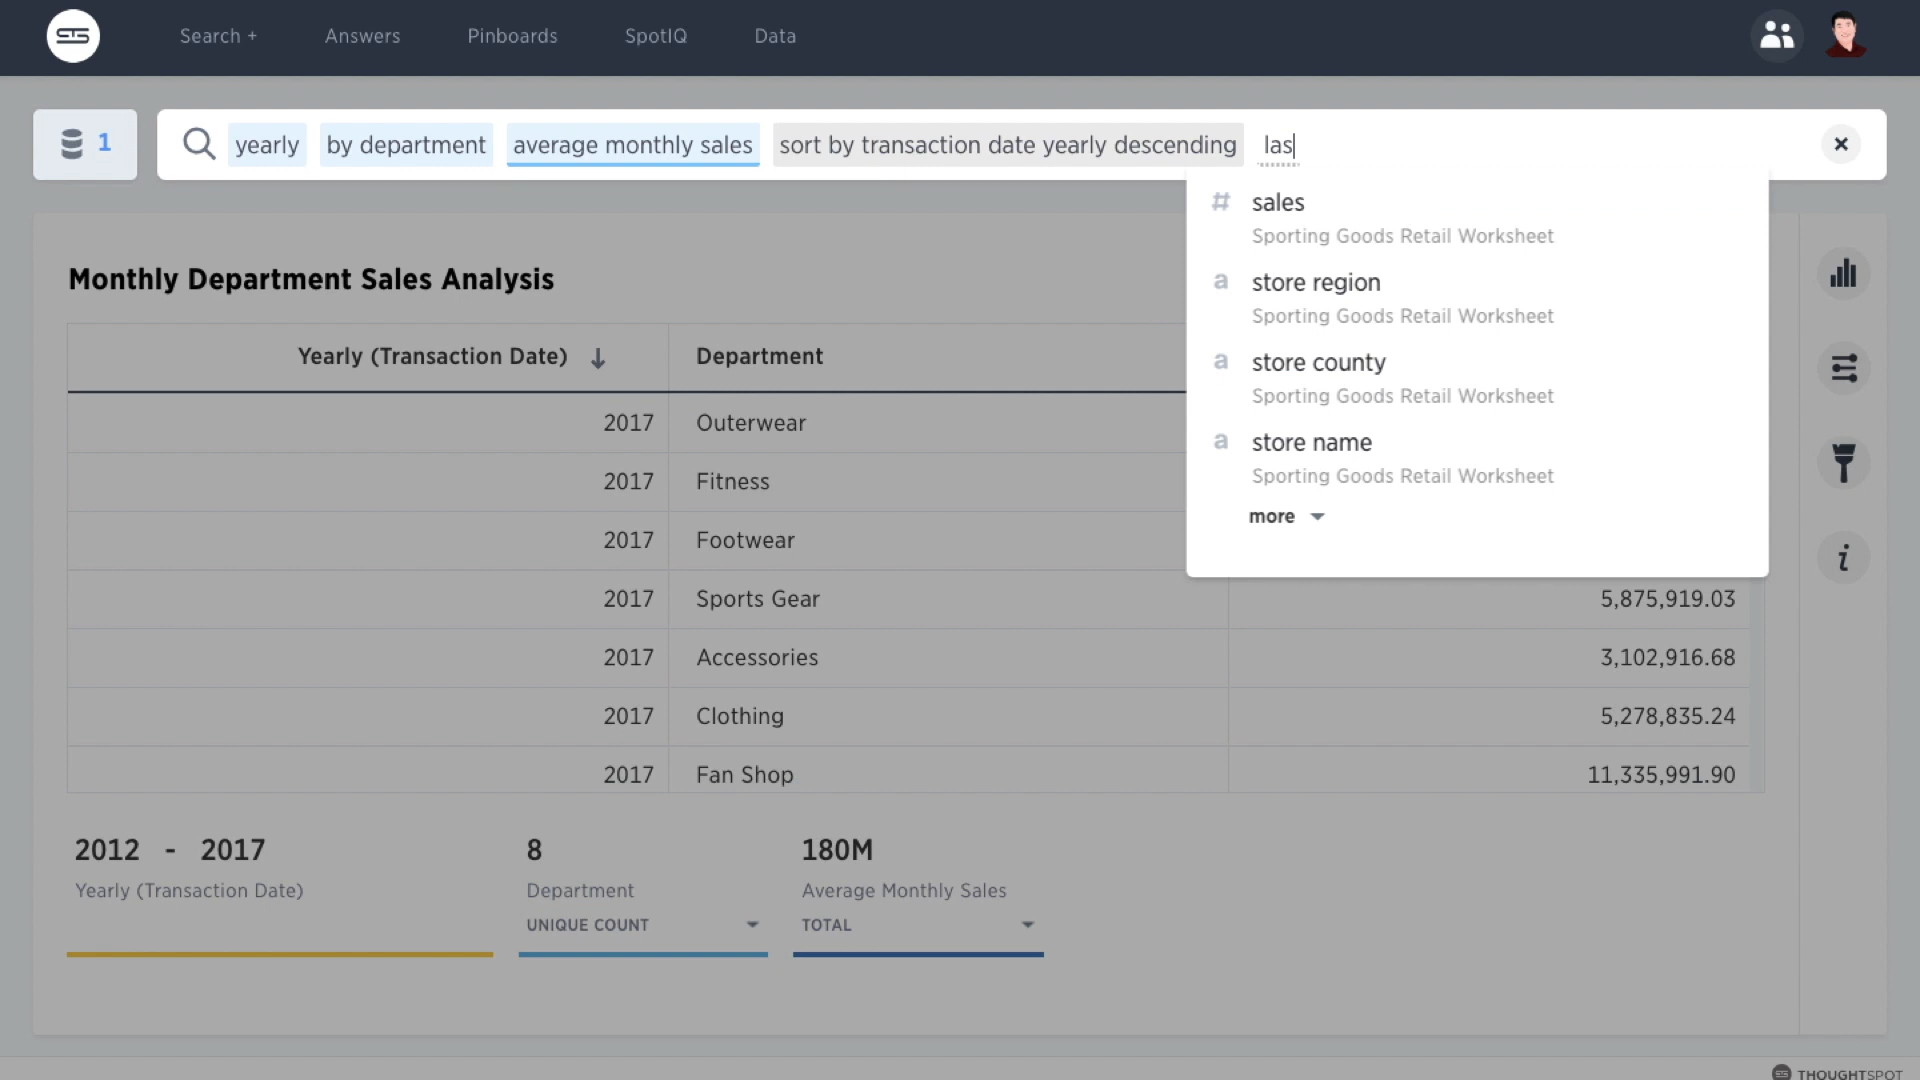 Search +
Answers
Pinboards
SpotIQ
Data
1
yearly
by department
average monthly sales
sort by transaction date yearly descending
las
sales
Sporting Goods Retail Worksheet
store region
Sporting Goods Retail Worksheet
store county
Sporting Goods Retail Worksheet
store name
Sporting Goods Retail Worksheet
more
Monthly Department Sales Analysis
Yearly (Transaction Date) Department
2017 Outerwear
2017 Fitness
2017 Footwear
2017 Sports Gear 5,875,919.03
2017 Accessories 3,102,916.68
2017 Clothing 5,278,835.24
2017 Fan Shop 11,335,991.90
2012 - 2017
Yearly (Transaction Date)
8
Department
UNIQUE COUNT
180M
Average Monthly Sales
TOTAL
THOUGHTSPOT